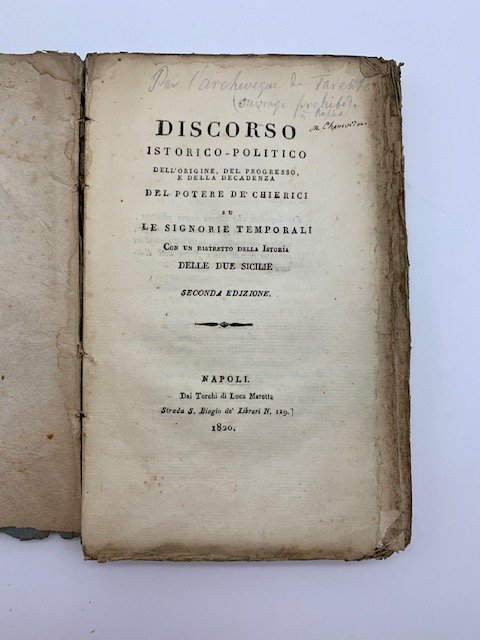 Par l'archeveque de Tarente
(ouvrage prohibé)
DISCORSO
ISTORICO-POLITICO
DELL'ORIGINE, DEL PROGRESSO,
E DELLA DECADENZA
DEL POTERE DE' CHIERICI
SU
LE SIGNORIE TEMPORALI
CON UN RISTRETTO DELLA ISTORIA
DELLE DUE SICILIE
SECONDA EDIZIONE.
NAPOLI.
Dai Torchi di Luca Marotta
Strada S. Biagio de' Librari N. 119.]
1820.